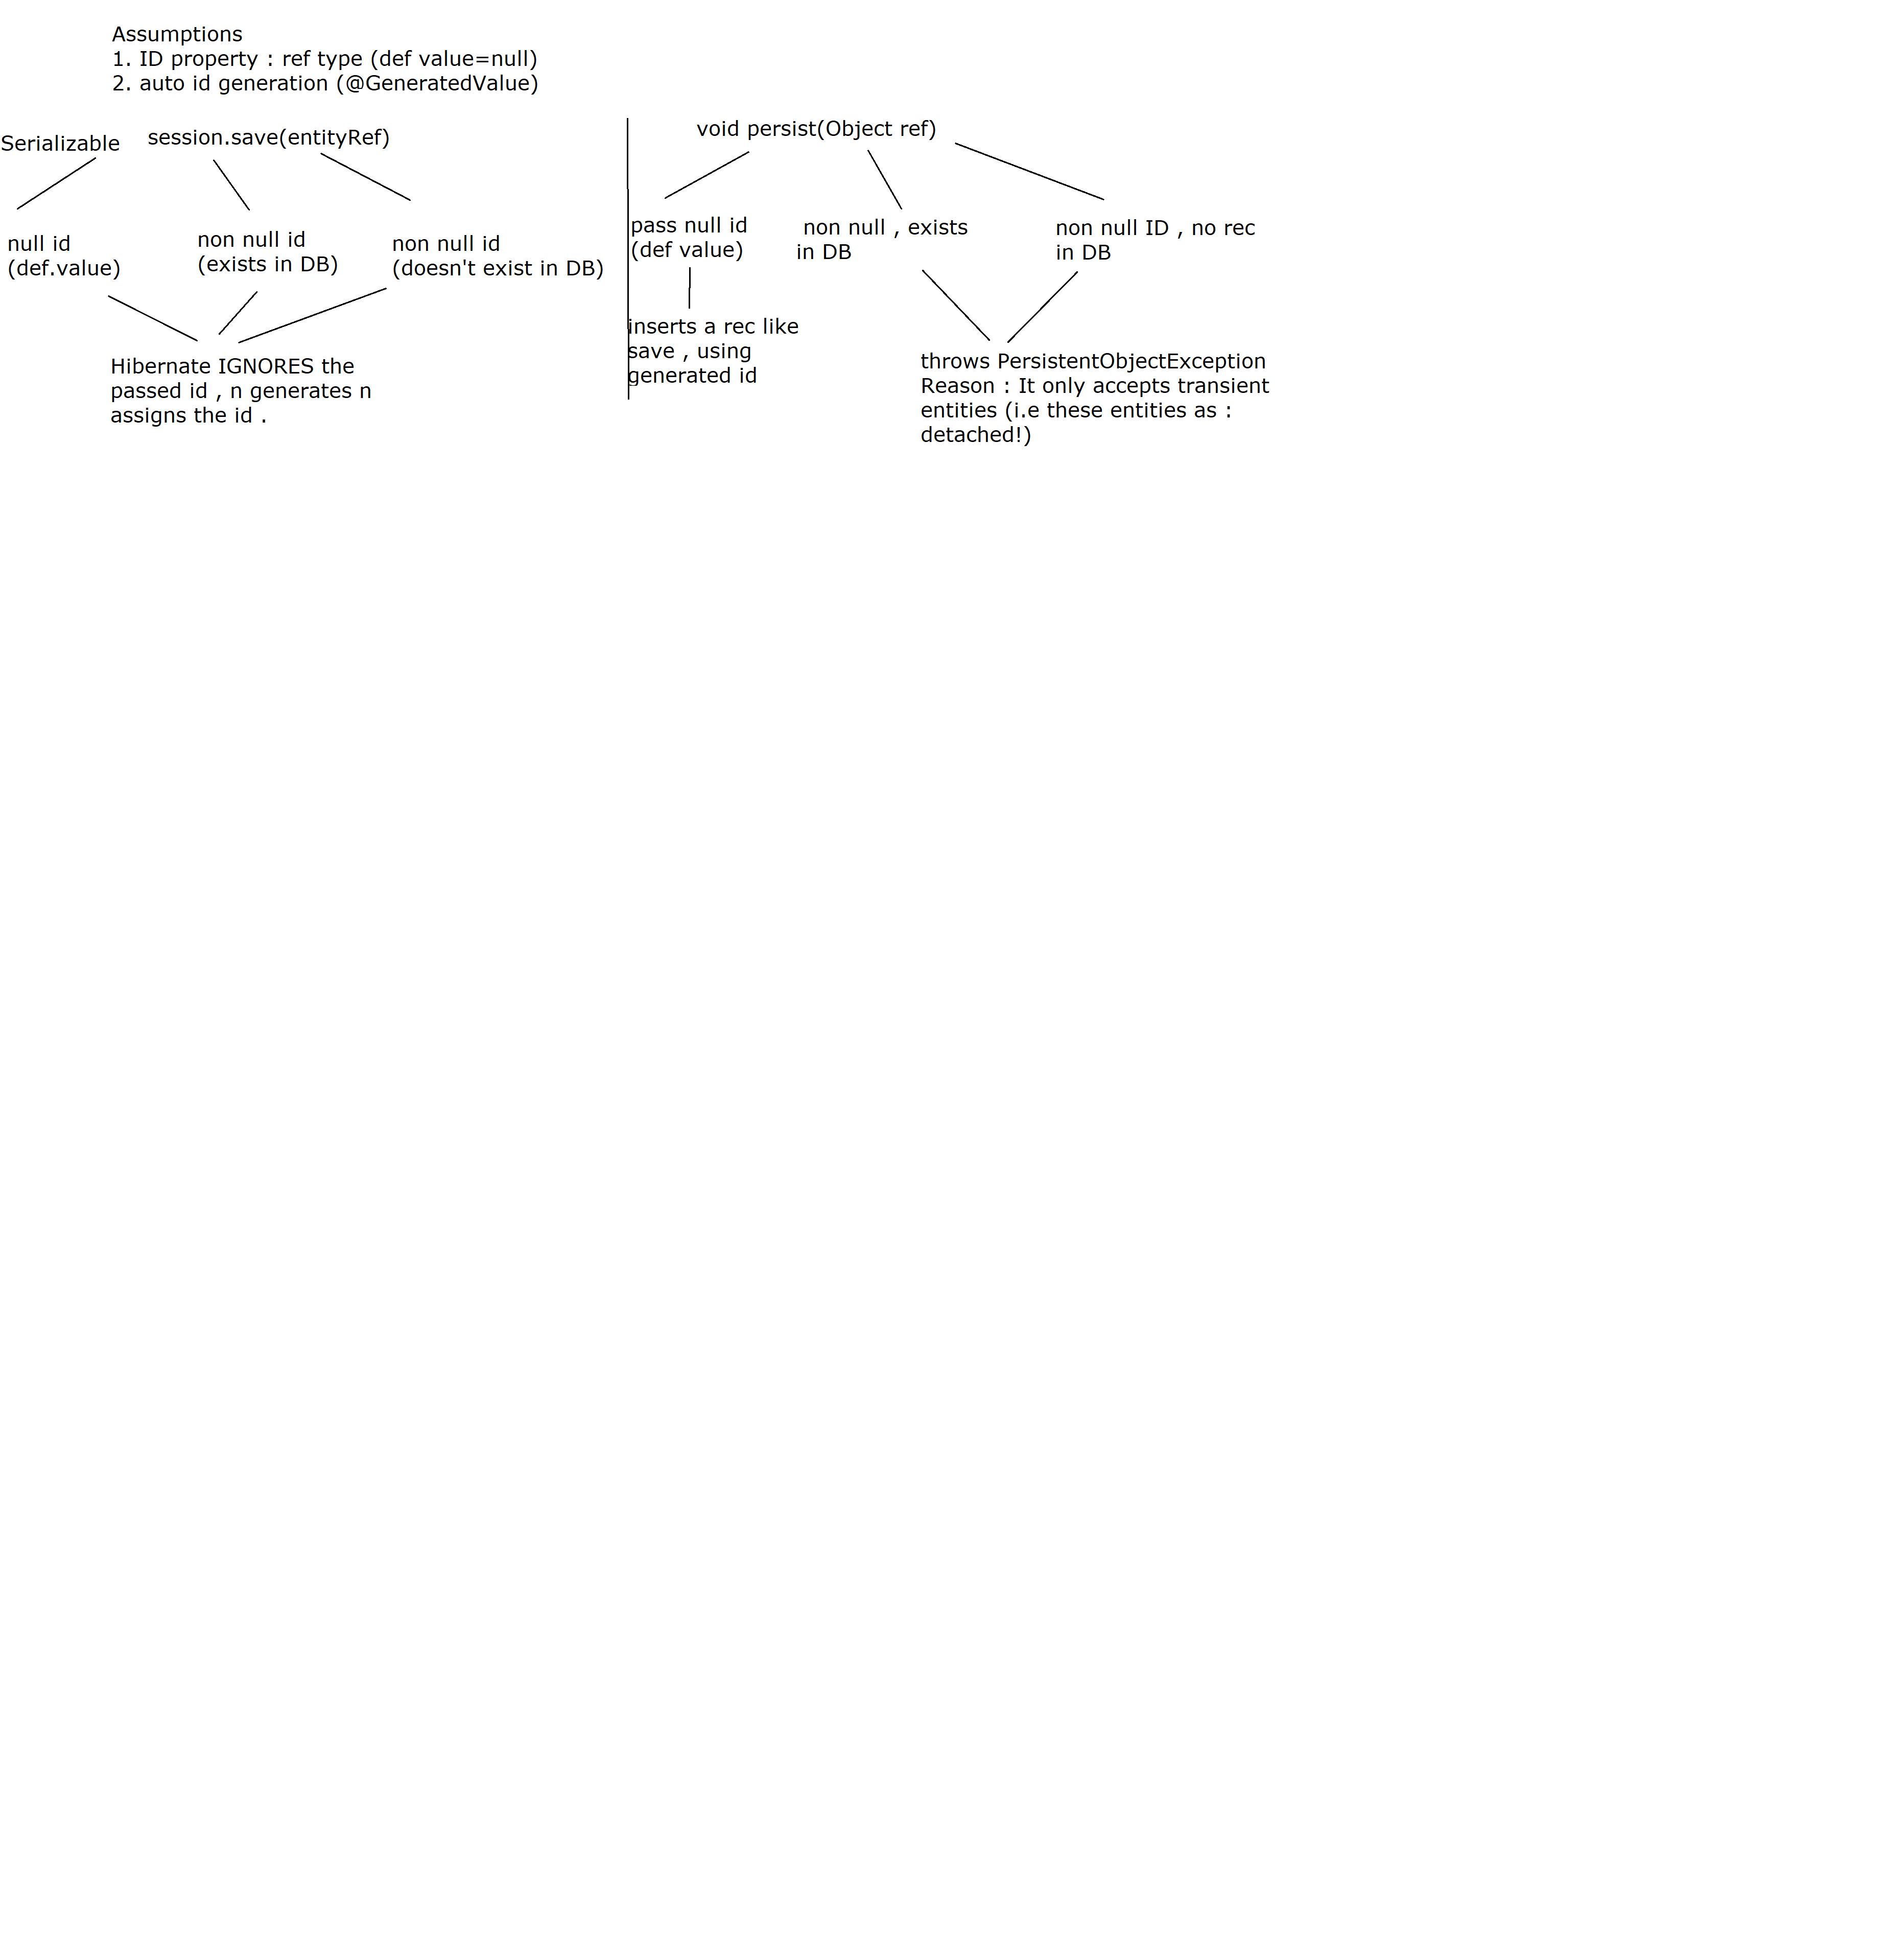 Assumptions
1. ID property : ref type (def value=null)
2. auto id generation (@GeneratedValue)
Serializable
session.save(entityRef)
null id
(def.value)
non null id
(exists in DB)
non null id
(doesn't exist in DB)
Hibernate IGNORES the
passed id , n generates n
assigns the id .
void persist(Object ref)
pass null id
(def value)
non null , exists
in DB
non null ID , no rec
in DB
inserts a rec like
save , using
generated id
throws PersistentObjectException
Reason : It only accepts transient
entities (i.e these entities as :
detached!)